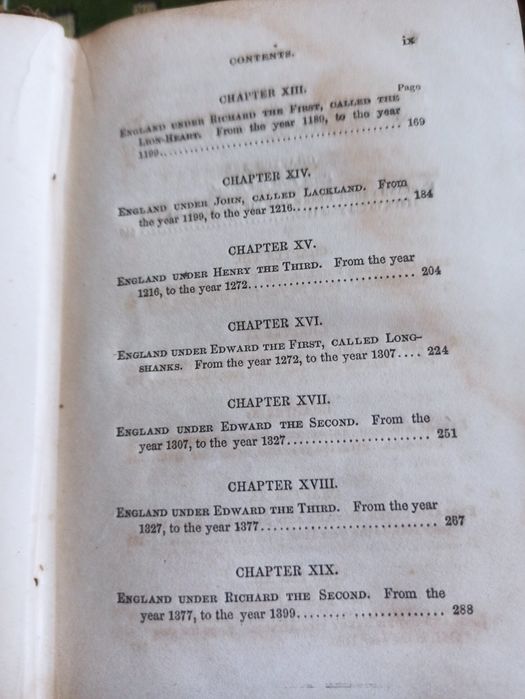 ix
CONTENTS.
CHAPTER XIII.
Page
ENGLAND UNDER RICHARD THE FIRST, CALLED THE
LION-HEART. From the year 1189, to the year
1199........................................ 169
CHAPTER XIV.
ENGLAND UNDER JOHN, CALLED LACKLAND. From
the year 1199, to the year 1216.................... 184
CHAPTER XV.
ENGLAND UNDER HENRY THE THIRD. From the year
1216, to the year 1272.......................... 204
CHAPTER XVI.
ENGLAND UNDER EDWARD THE FIRST, CALLED LONG-
SHANKS. From the year 1272, to the year 1307.... 224
CHAPTER XVII.
ENGLAND UNDER EDWARD THE SECOND. From the
year 1307, to the year 1327...................... 251
CHAPTER XVIII.
ENGLAND UNDER EDWARD THE THIRD. From the year
1327, to the year 1377........................... 267
CHAPTER XIX.
ENGLAND UNDER RICHARD THE SECOND. From the
year 1377, to the year 1399....... .............. 288